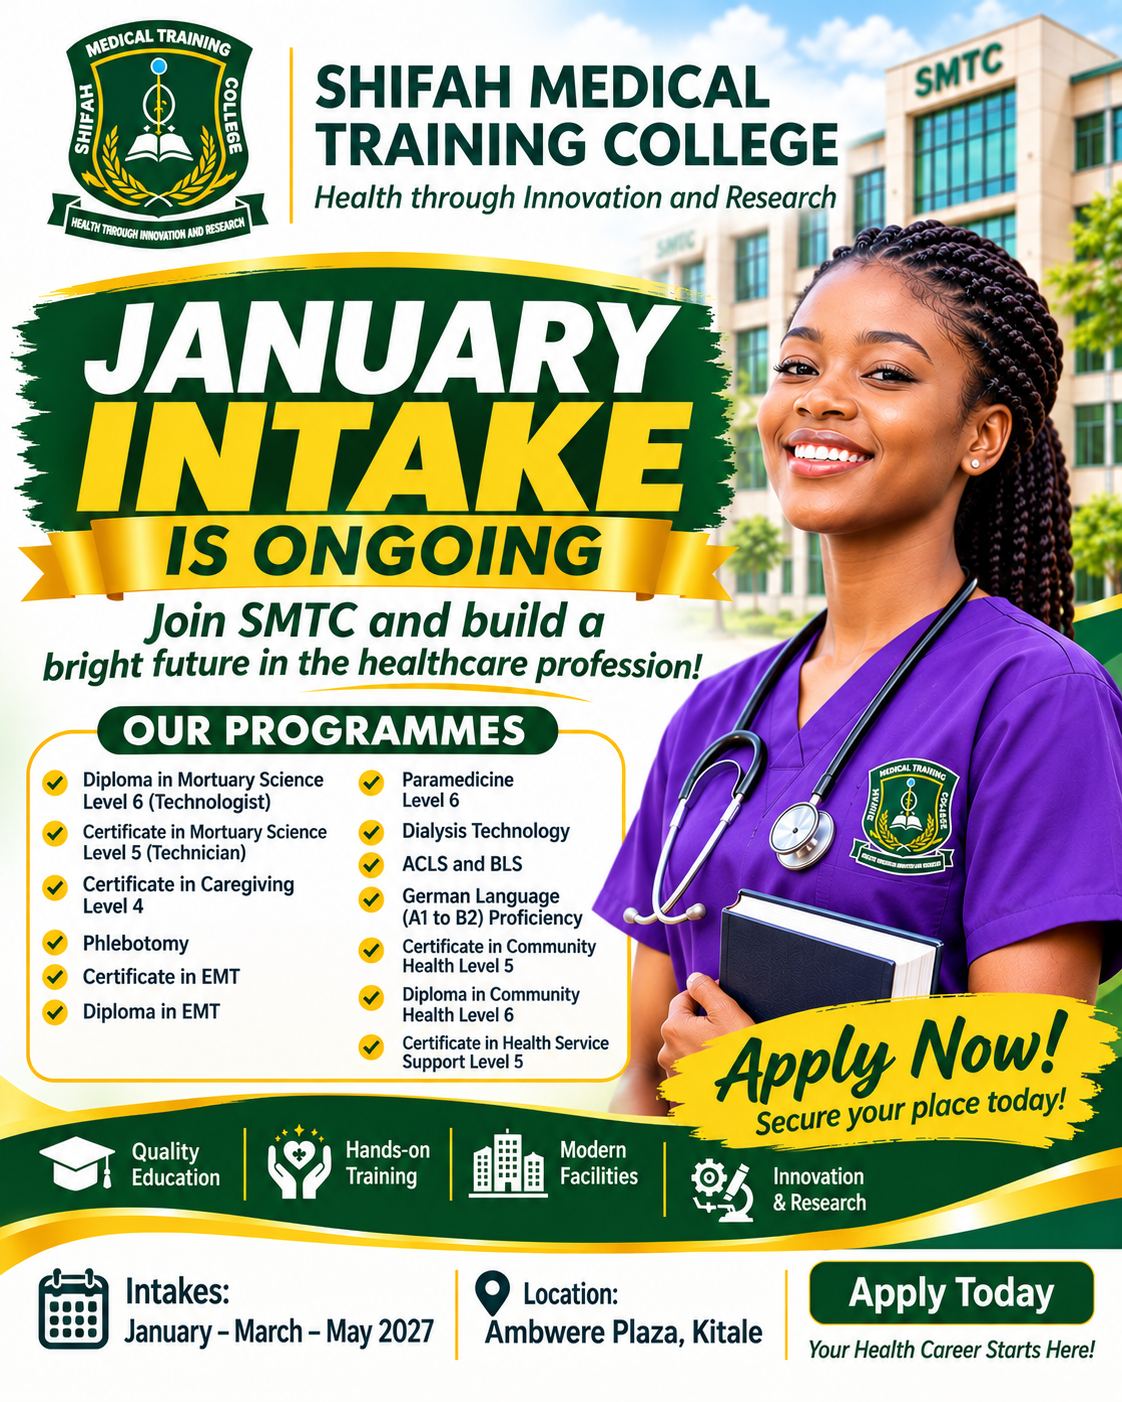 MEDICAL TRAINING
SHIFAH
COLLEGE
HEALTH THROUGH INNOVATION AND RESEARCH
SHIFAH MEDICAL
TRAINING COLLEGE
Health through Innovation and Research
SMTC
SMTC
JANUARY
INTAKE
IS ONGOING
Join SMTC and build a
bright future in the healthcare profession!
OUR PROGRAMMES
Diploma in Mortuary Science
Level 6 (Technologist)
Certificate in Mortuary Science
Level 5 (Technician)
Certificate in Caregiving
Level 4
Phlebotomy
Certificate in EMT
Diploma in EMT
Paramedicine
Level 6
Dialysis Technology
ACLS and BLS
German Language
(A1 to B2) Proficiency
Certificate in Community
Health Level 5
Diploma in Community
Health Level 6
Certificate in Health Service
Support Level 5
MEDICAL TRAINING
Apply Now!
Secure your place today!
Quality
Education
Hands-on
Training
Modern
Facilities
Innovation
& Research
Intakes:
January – March – May 2027
Location:
Ambwere Plaza, Kitale
Apply Today
Your Health Career Starts Here!